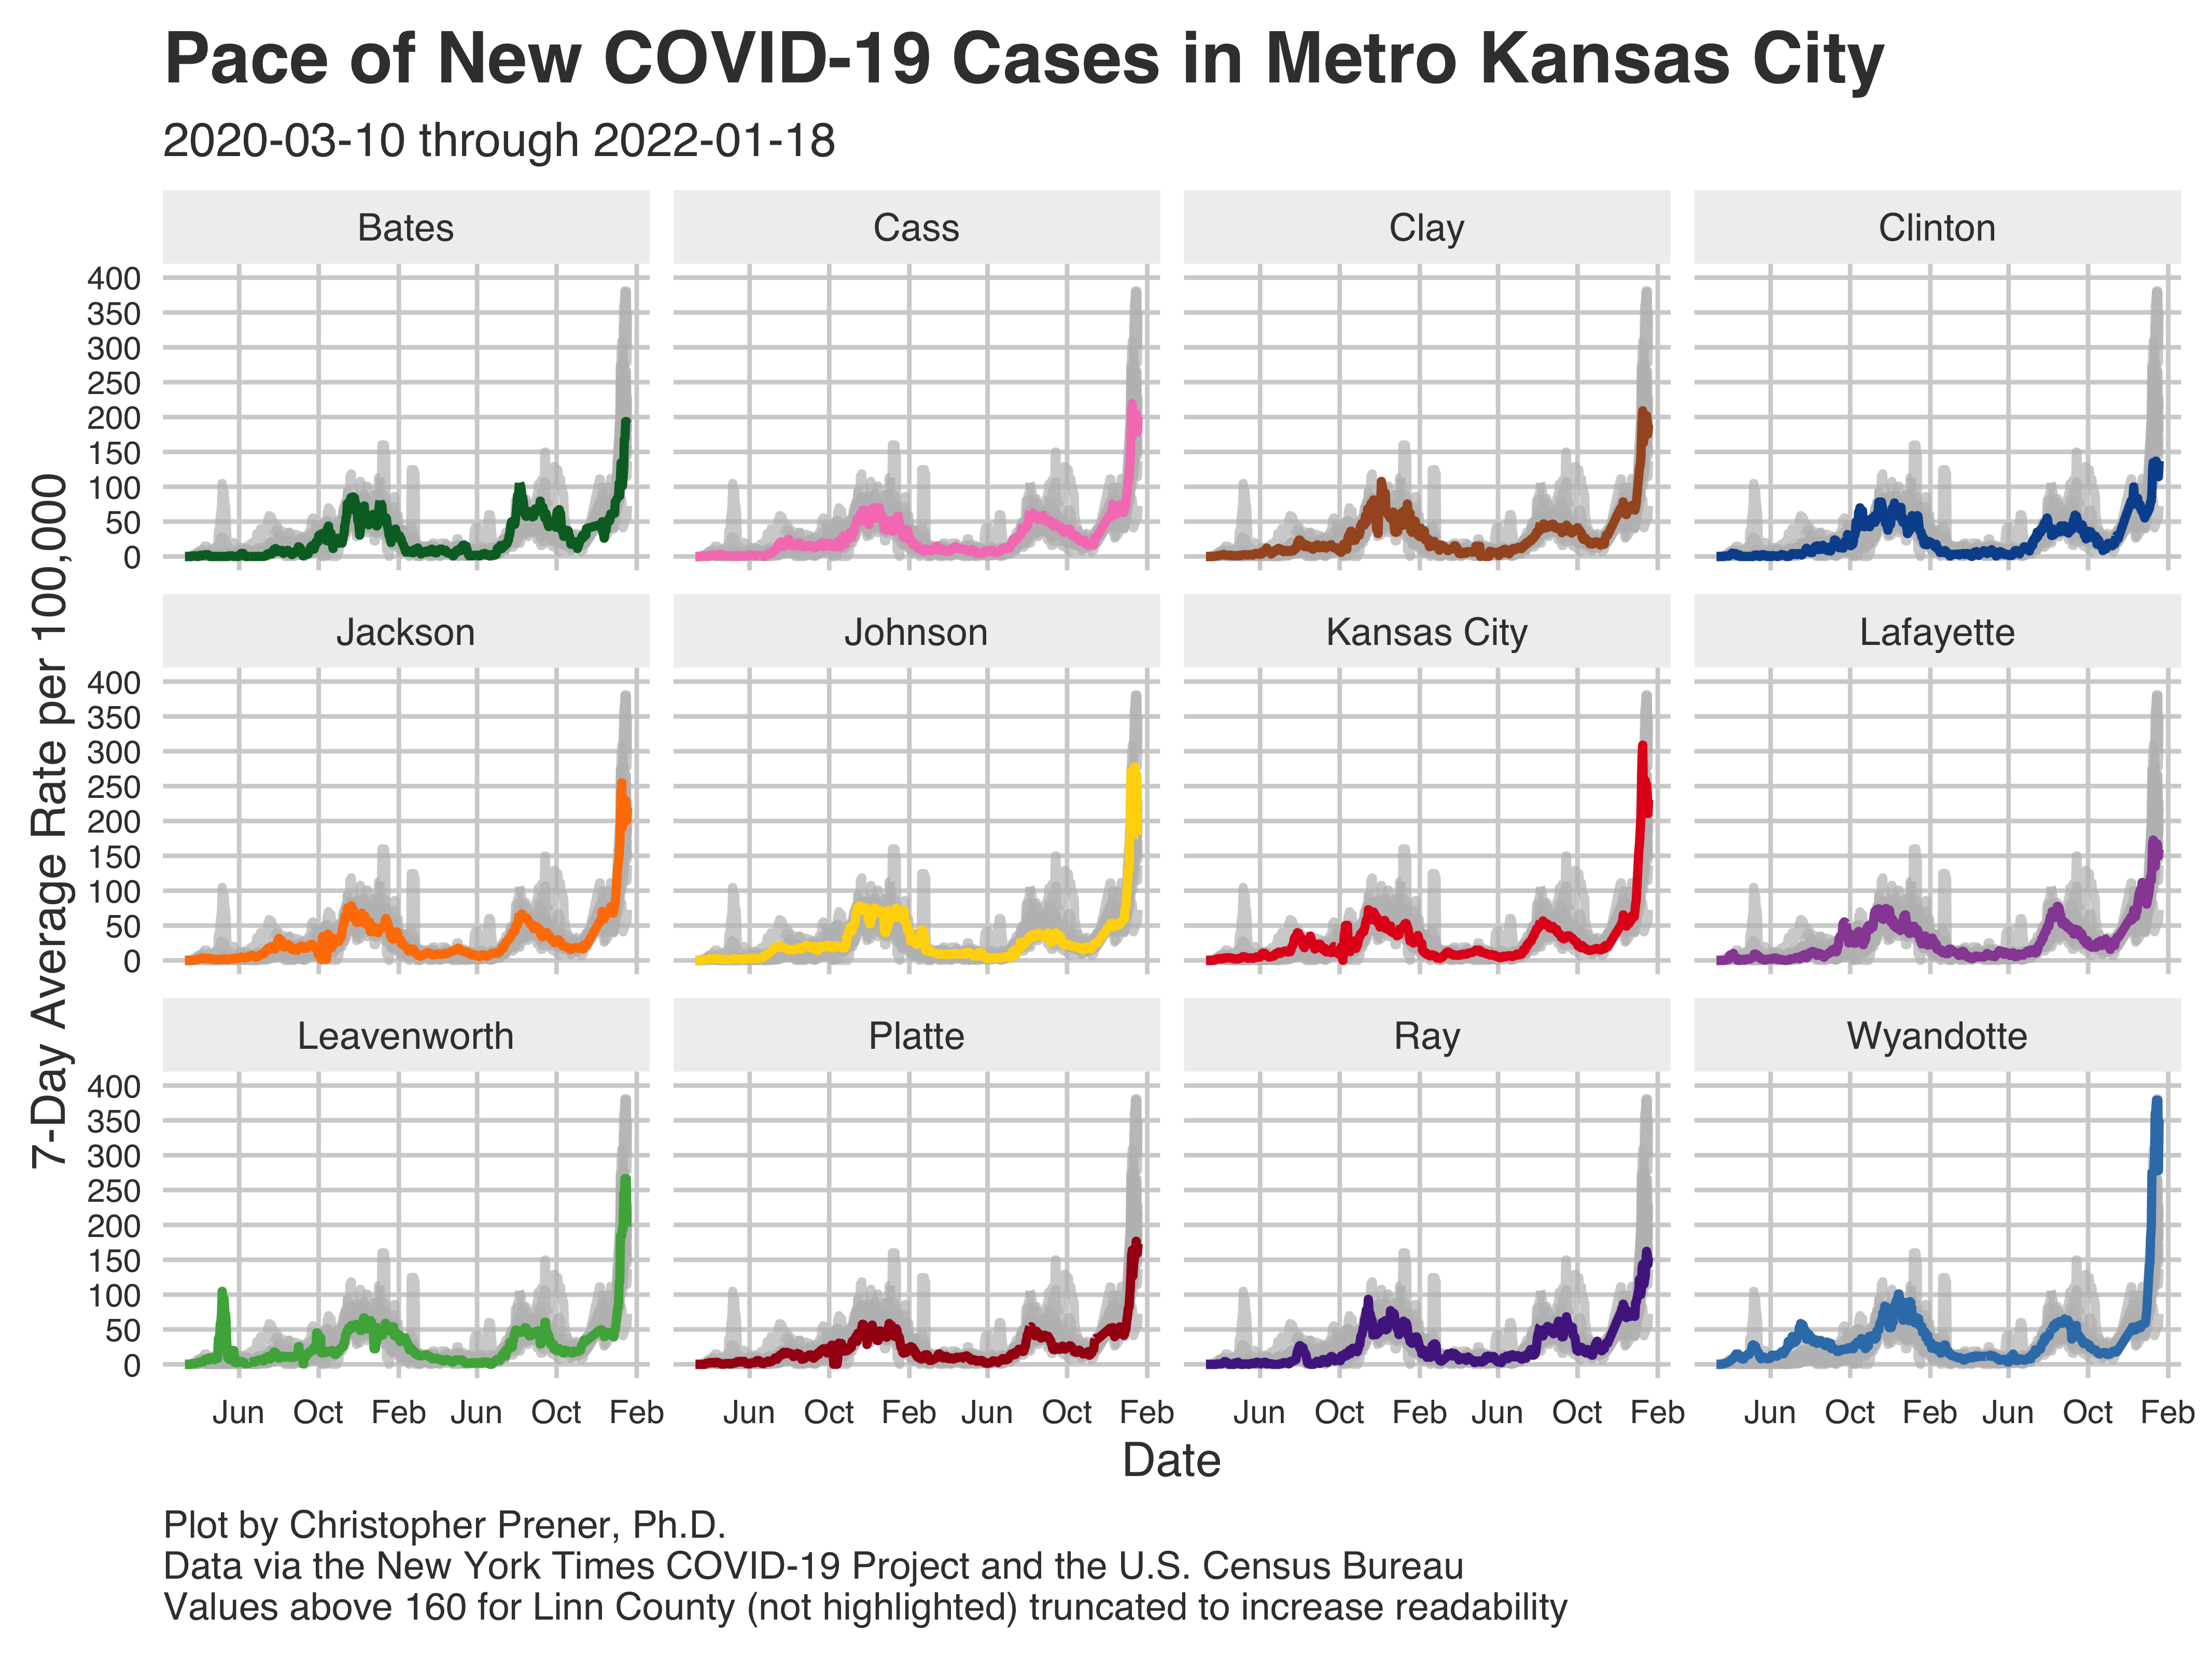 Pace of New COVID-19 Cases in Metro Kansas City
2020-03-10 through 2022-01-18
Bates Cass Clay Clinton
400
350
300
250
200
150
100
50
0
Jackson Johnson Kansas City Lafayette
400
350
300
250
200
150
100
50
0
Leavenworth Platte Ray Wyandotte
400
350
300
250
200
150
100
50
0
7-Day Average Rate per 100,000
Jun Oct Feb Jun Oct Feb Jun Oct Feb Jun Oct Feb Jun Oct Feb Jun Oct Feb Jun Oct Feb Jun Oct Feb
Date
Plot by Christopher Prener, Ph.D.
Data via the New York Times COVID-19 Project and the U.S. Census Bureau
Values above 160 for Linn County (not highlighted) truncated to increase readability